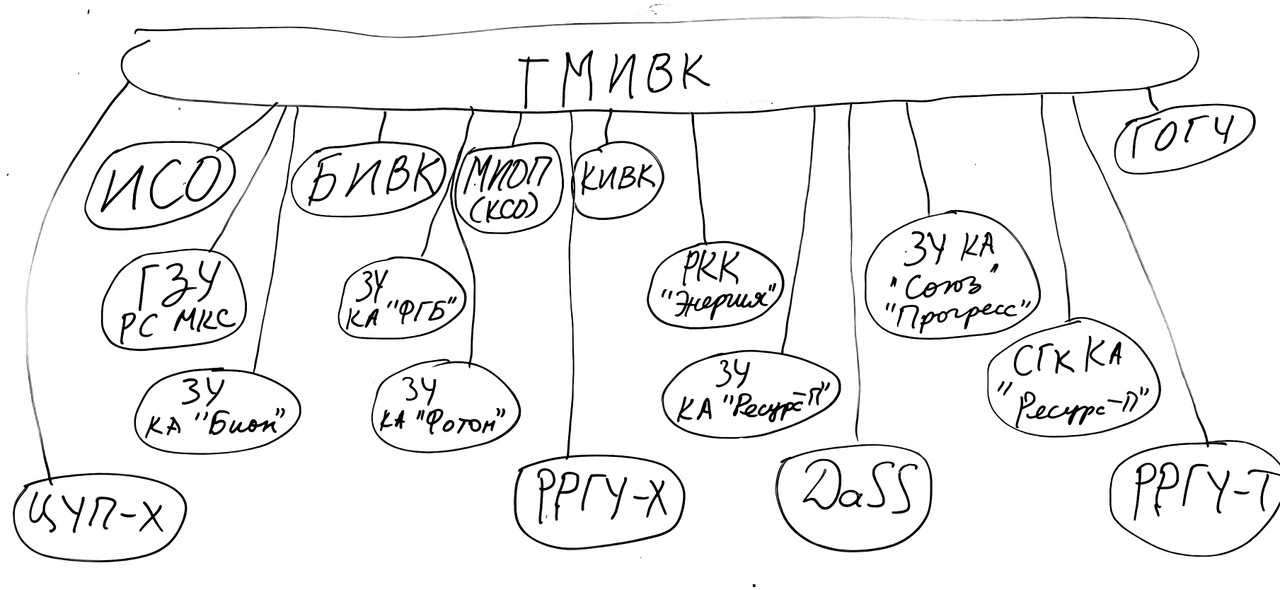 ГМИВК
ГОГУ
ИСО
БИВК
МИОП
(КСО)
КИВК
ГЗУ
РС МКС
ЗУ
КА "ФГБ"
РКК
"Энергия"
ЗУ КА
"Союз"
"Прогресс"
ЗУ
КА "Бион"
ЗУ
КА "Фотон"
ЗУ
КА "Ресурс-П"
СГК КА
"Ресурс-П"
ЦУП-Х
РРГУ-Х
DaSS
РРГУ-Т